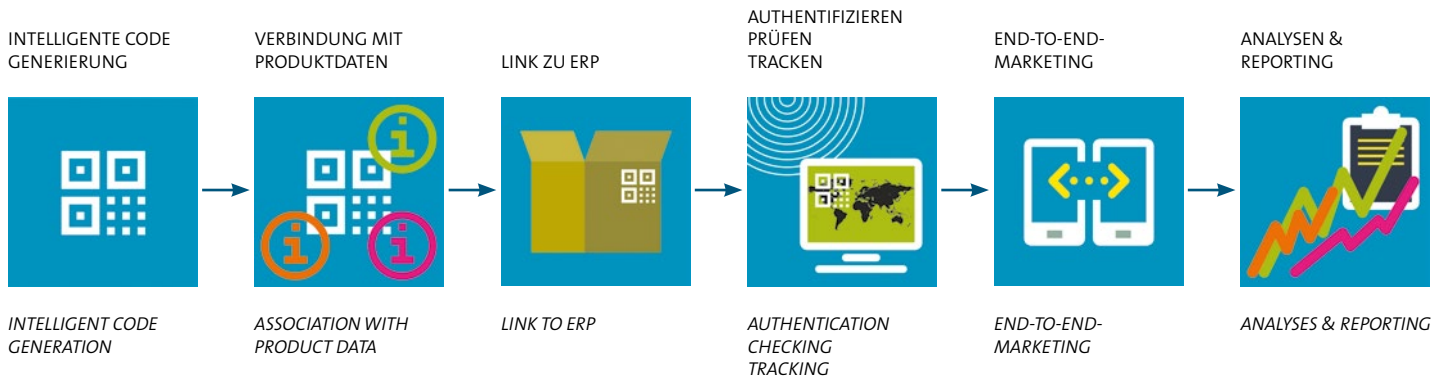 INTELLIGENTE CODE
GENERIERUNG
VERBINDUNG MIT
PRODUKTDATEN
LINK ZU ERP
AUTHENTIFIZIEREN
PRÜFEN
TRACKEN
END-TO-END-
MARKETING
ANALYSEN &
REPORTING
INTELLIGENT CODE
GENERATION
ASSOCIATION WITH
PRODUCT DATA
LINK TO ERP
AUTHENTICATION
CHECKING
TRACKING
END-TO-END-
MARKETING
ANALYSES & REPORTING